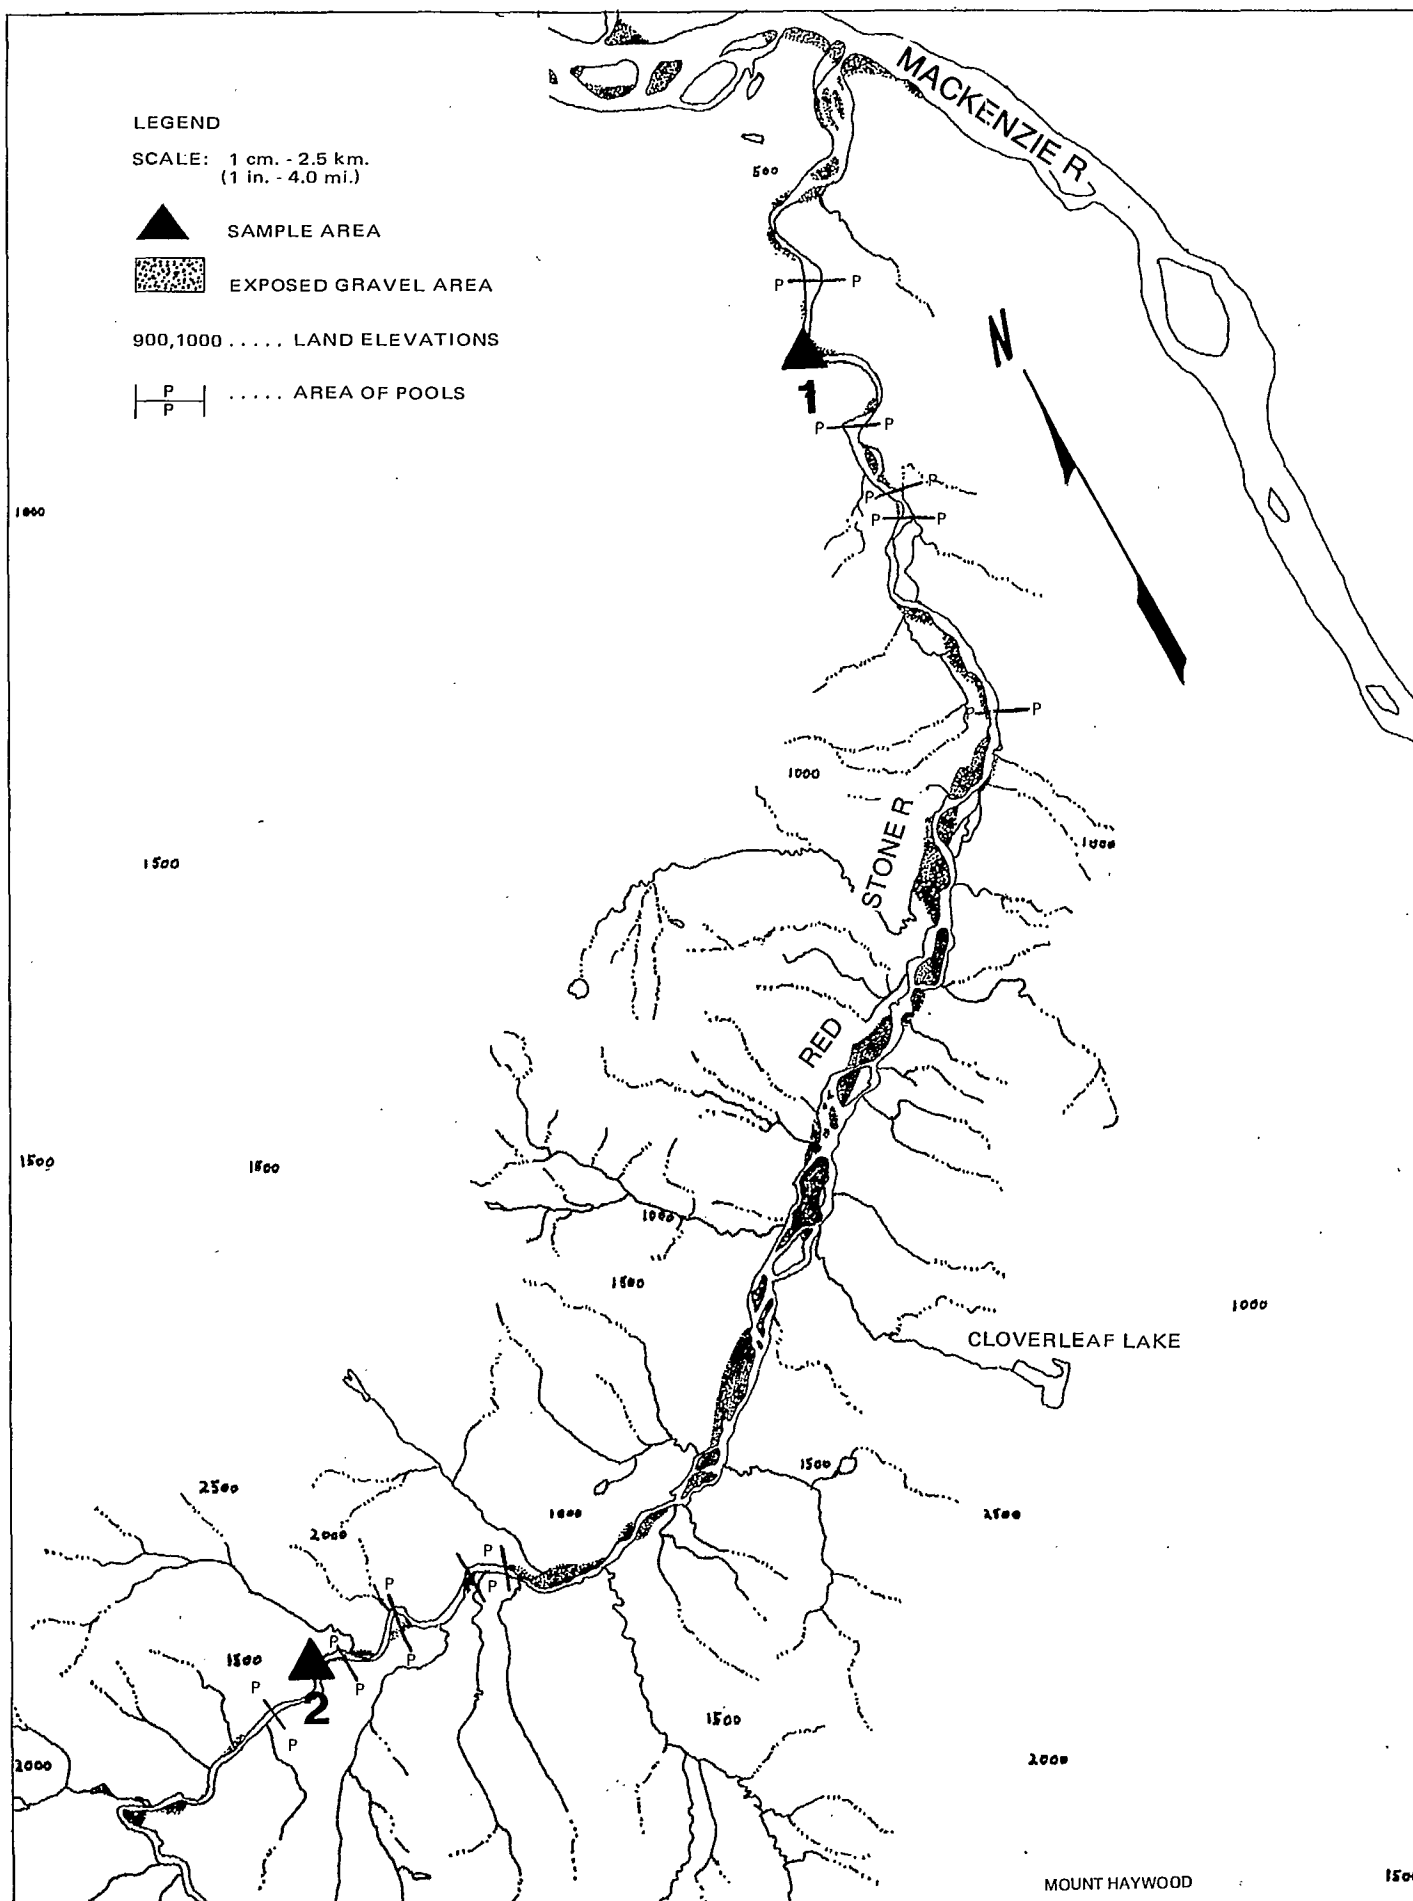 MACKENZIE R
LEGEND
SCALE: 1 cm. - 2.5 km.
(1 in. - 4.0 mi.)
SAMPLE AREA
EXPOSED GRAVEL AREA
900,1000 ..... LAND ELEVATIONS
P
P
..... AREA OF POOLS
500
P P
N
1
P P
P P
1000
P P
P P
1000
STONE R
1000
1500
RED
1500
1500
1000
1500
1000
CLOVERLEAF LAKE
1500
2500
2500
1000
2000
P
P
P
P
P
1500
P
P
2
P
1500
2000
2000
MOUNT HAYWOOD
150